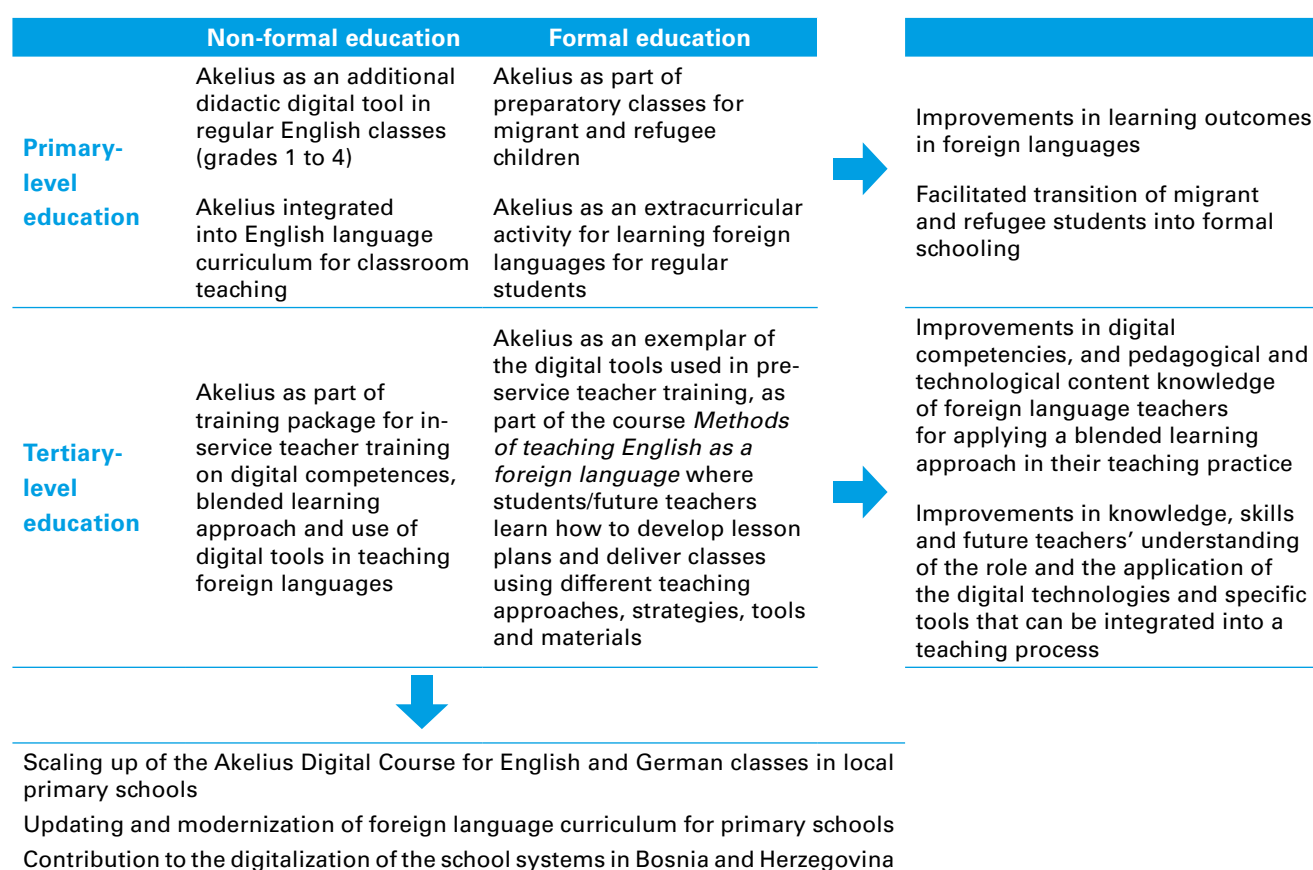 Non-formal education
Formal education
Primary-
level
education
Akelius as an additional
didactic digital tool in
regular English classes
(grades 1 to 4)
Akelius integrated
into English language
curriculum for classroom
teaching
Akelius as part of
preparatory classes for
migrant and refugee
children
Akelius as an extracurricular
activity for learning foreign
languages for regular
students
Improvements in learning outcomes
in foreign languages
Facilitated transition of migrant
and refugee students into formal
schooling
Tertiary-
level
education
Akelius as part of
training package for in-
service teacher training
on digital competences,
blended learning
approach and use of
digital tools in teaching
foreign languages
Akelius as an exemplar of
the digital tools used in pre-
service teacher training, as
part of the course Methods
of teaching English as a
foreign language where
students/future teachers
learn how to develop lesson
plans and deliver classes
using different teaching
approaches, strategies, tools
and materials
Improvements in digital
competencies, and pedagogical and
technological content knowledge
of foreign language teachers
for applying a blended learning
approach in their teaching practice
Improvements in knowledge, skills
and future teachers’ understanding
of the role and the application of
the digital technologies and specific
tools that can be integrated into a
teaching process
Scaling up of the Akelius Digital Course for English and German classes in local
primary schools
Updating and modernization of foreign language curriculum for primary schools
Contribution to the digitalization of the school systems in Bosnia and Herzegovina